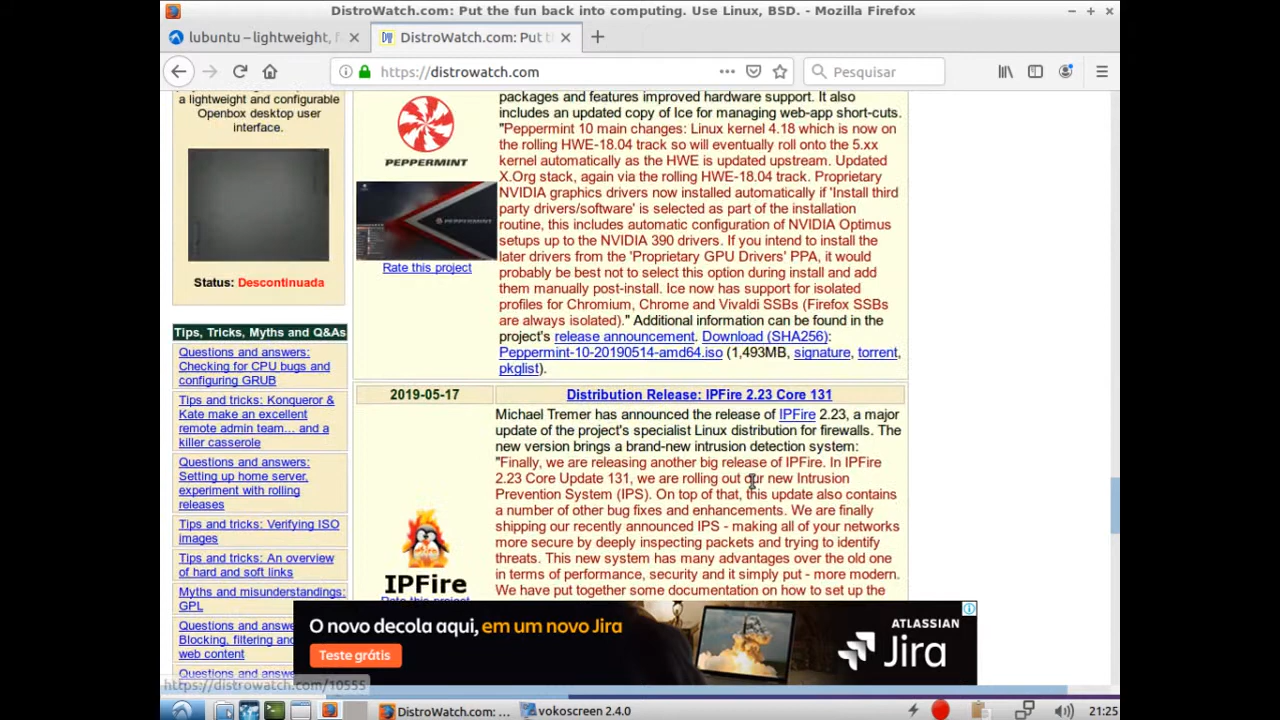 DistroWatch.com: Put the fun back into computing. Use Linux, BSD. - Mozilla Firefox
lubuntu – lightweight, f
DistroWatch.com: Put t
https://distrowatch.com
Pesquisar
a lightweight and configurable
Openbox desktop user
interface.
Status: Descontinuada
Tips, Tricks, Myths and Q&As
Questions and answers:
Checking for CPU bugs and
configuring GRUB
Tips and tricks: Konqueror &
Kate make an excellent
remote admin team... and a
killer casserole
Questions and answers:
Setting up home server,
experiment with rolling
releases
Tips and tricks: Verifying ISO
images
Tips and tricks: An overview
of hard and soft links
Myths and misunderstandings:
GPL
Questions and answe
Blocking, filtering and
web content
Questions and answe
https://distrowatch.com/10555
PEPPERMINT
Rate this project
packages and features improved hardware support. It also
includes an updated copy of Ice for managing web-app short-cuts.
"Peppermint 10 main changes: Linux kernel 4.18 which is now on
the rolling HWE-18.04 track so will eventually roll onto the 5.xx
kernel automatically as the HWE is updated upstream. Updated
X.Org stack, again via the rolling HWE-18.04 track. Proprietary
NVIDIA graphics drivers now installed automatically if 'Install third
party drivers/software' is selected as part of the installation
routine, this includes automatic configuration of NVIDIA Optimus
setups up to the NVIDIA 390 drivers. If you intend to install the
later drivers from the 'Proprietary GPU Drivers' PPA, it would
probably be best not to select this option during install and add
them manually post-install. Ice now has support for isolated
profiles for Chromium, Chrome and Vivaldi SSBs (Firefox SSBs
are always isolated)." Additional information can be found in the
project's release announcement. Download (SHA256):
Peppermint-10-20190514-amd64.iso (1,493MB, signature, torrent,
pkglist).
2019-05-17
Distribution Release: IPFire 2.23 Core 131
IPFire
Rate this project
Michael Tremer has announced the release of IPFire 2.23, a major
update of the project's specialist Linux distribution for firewalls. The
new version brings a brand-new intrusion detection system:
"Finally, we are releasing another big release of IPFire. In IPFire
2.23 Core Update 131, we are rolling out our new Intrusion
Prevention System (IPS). On top of that, this update also contains
a number of other bug fixes and enhancements. We are finally
shipping our recently announced IPS - making all of your networks
more secure by deeply inspecting packets and trying to identify
threats. This new system has many advantages over the old one
in terms of performance, security and it simply put - more modern.
We have put together some documentation on how to set up the
O novo decola aqui, em um novo Jira
Teste grátis
ATLASSIAN
Jira
DistroWatch.com: ...
vokoscreen 2.4.0
21:25